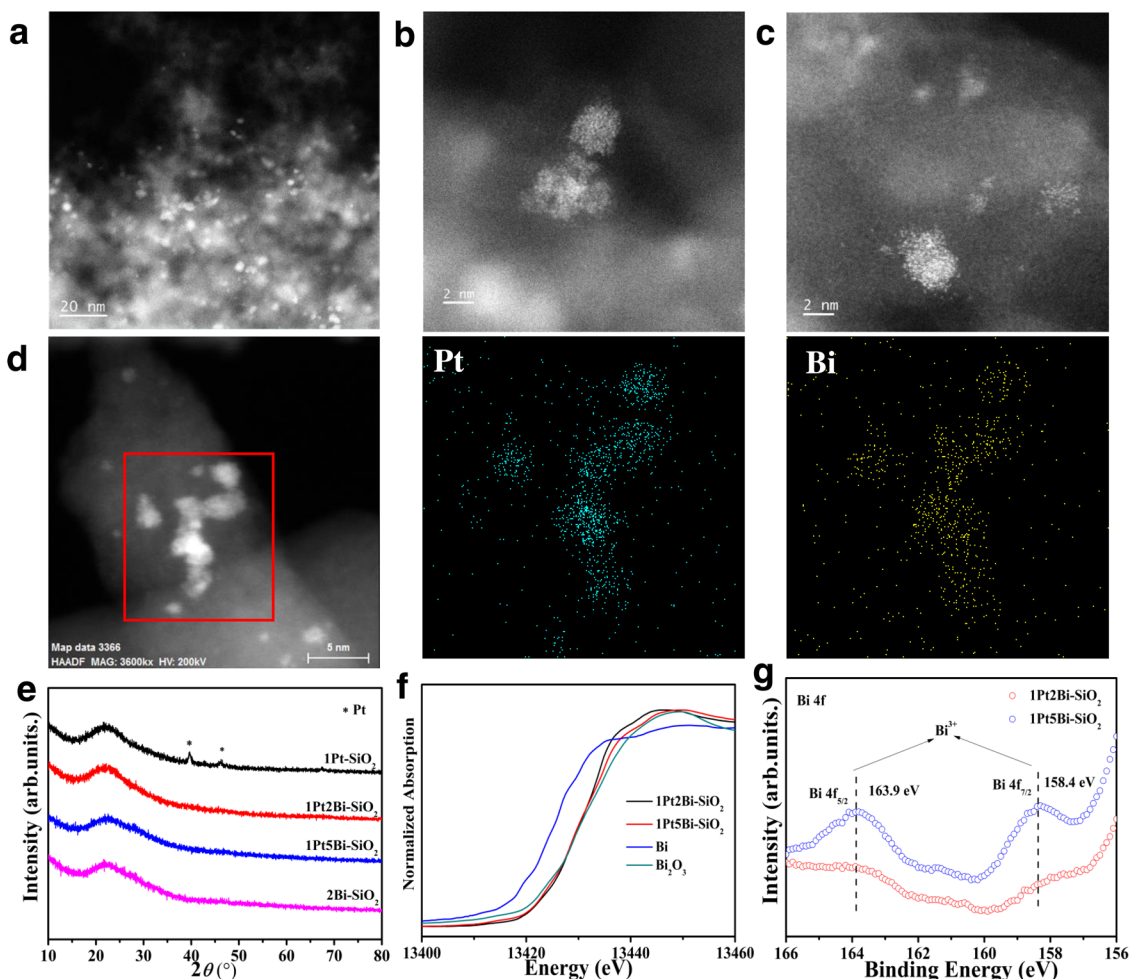 a
b
c
20 nm
2 nm
2 nm
d
Pt
Bi
Map data 3366
HAADF MAG: 3600kx HV: 200kV
5 nm
e
* Pt
*
*
1Pt-SiO₂
1Pt2Bi-SiO₂
1Pt5Bi-SiO₂
2Bi-SiO₂
Intensity (arb.units.)
10 20 30 40 50 60 70 80
2θ (°)
f
Normalized Absorption
1Pt2Bi-SiO₂
1Pt5Bi-SiO₂
Bi
Bi₂O₃
13400 13420 13440 13460
Energy (eV)
g
Bi 4f
1Pt2Bi-SiO₂
1Pt5Bi-SiO₂
Bi³⁺
Bi 4f₅/₂
163.9 eV
Bi 4f₇/₂
158.4 eV
Intensity (arb.units.)
166 164 162 160 158 156
Binding Energy (eV)